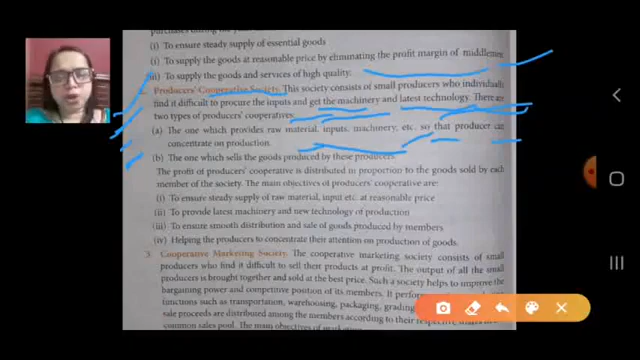 purchases during the
(i) To ensure steady supply of essential goods
(i) To supply the goods at reasonable price by eliminating the profit margin of middlemen
(iii) To supply the goods and services of high quality.
Producers' Cooperative Society. This society consists of small producers who individually
find it difficult to procure the inputs and get the machinery and latest technology. There are
two types of producer's cooperatives:
(a) The one which provides raw material, inputs, machinery, etc. so that producer can
concentrate on production.
(b) The one which sells the goods produced by these producers.
The profit of producers' cooperative is distributed in proportion to the goods sold by each
member of the society. The main objectives of producers' cooperative are:
(i) To ensure steady supply of raw material, input etc. at reasonable price
(ii) To provide latest machinery and new technology of production
(iii) To ensure smooth distribution and sale of goods produced by members
(iv) Helping the producers to concentrate their attention on production of goods.
3. Cooperative Marketing Society. The cooperative marketing society consists of small
producers who find it difficult to sell their products at profit. The output of all the small
producers is brought together and sold at the best price. Such a society helps to improve the
bargaining power and competitive position of its members. It perform
functions such as transportation, warehousing, packaging, grading
sale proceeds are distributed among the members according to their respective
common sales pool. The main objectives of